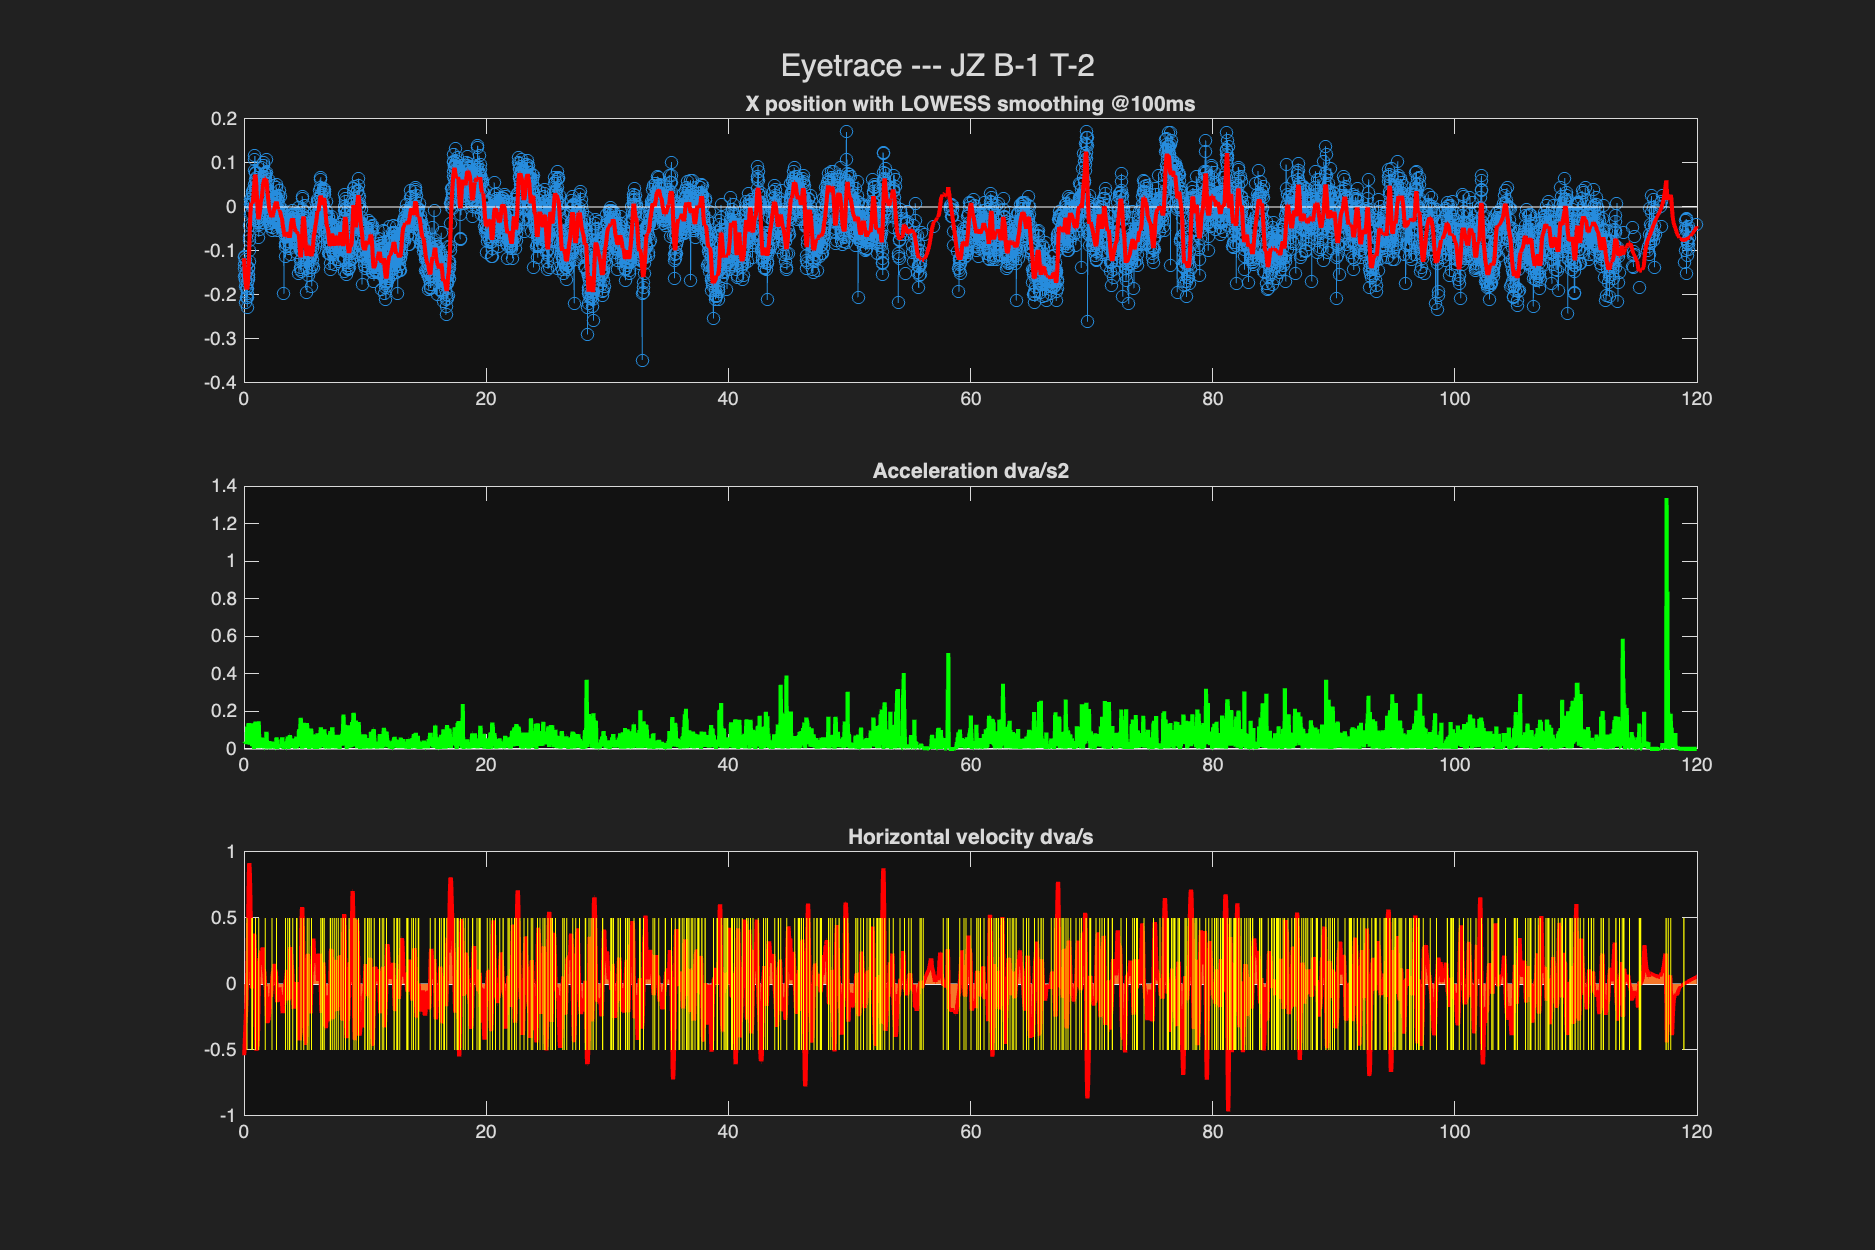 Eyetrace --- JZ B-1 T-2
X position with LOWESS smoothing @100ms
0.2
0.1
0
-0.1
-0.2
-0.3
-0.4
0 20 40 60 80 100 120
Acceleration dva/s2
1.4
1.2
1
0.8
0.6
0.4
0.2
0
0 20 40 60 80 100 120
Horizontal velocity dva/s
1
0.5
0
-0.5
-1
0 20 40 60 80 100 120